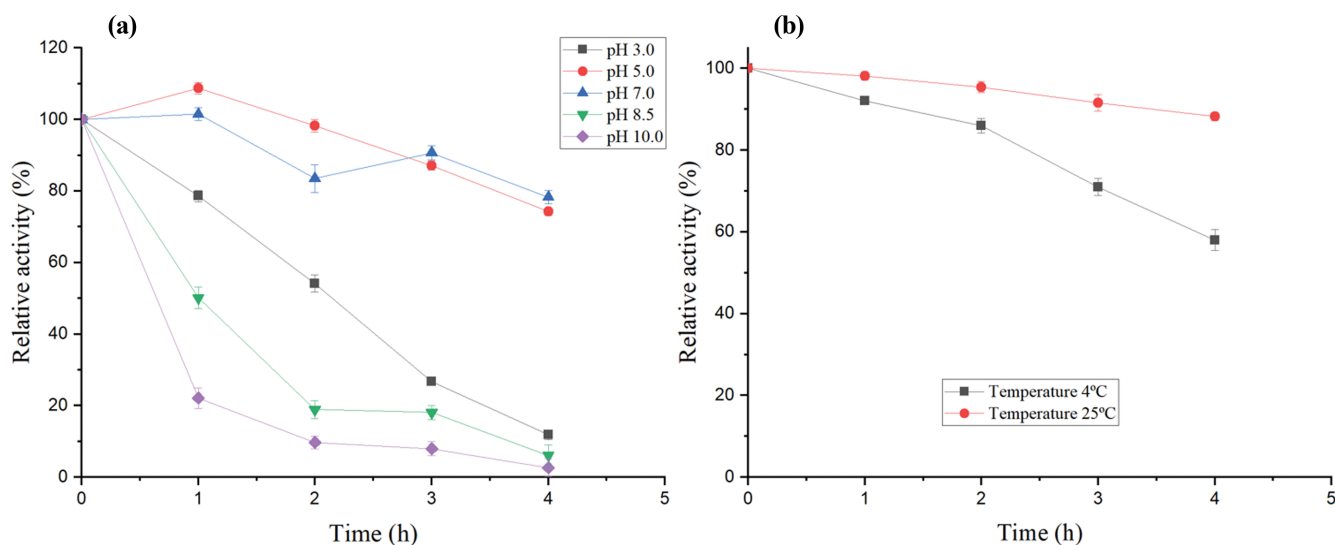 (a)
120
100
80
60
40
20
0
Relative activity (%)
0 1 2 3 4 5
Time (h)
pH 3.0
pH 5.0
pH 7.0
pH 8.5
pH 10.0
(b)
100
80
60
40
20
0
Relative activity (%)
0 1 2 3 4 5
Time (h)
Temperature 4ºC
Temperature 25ºC